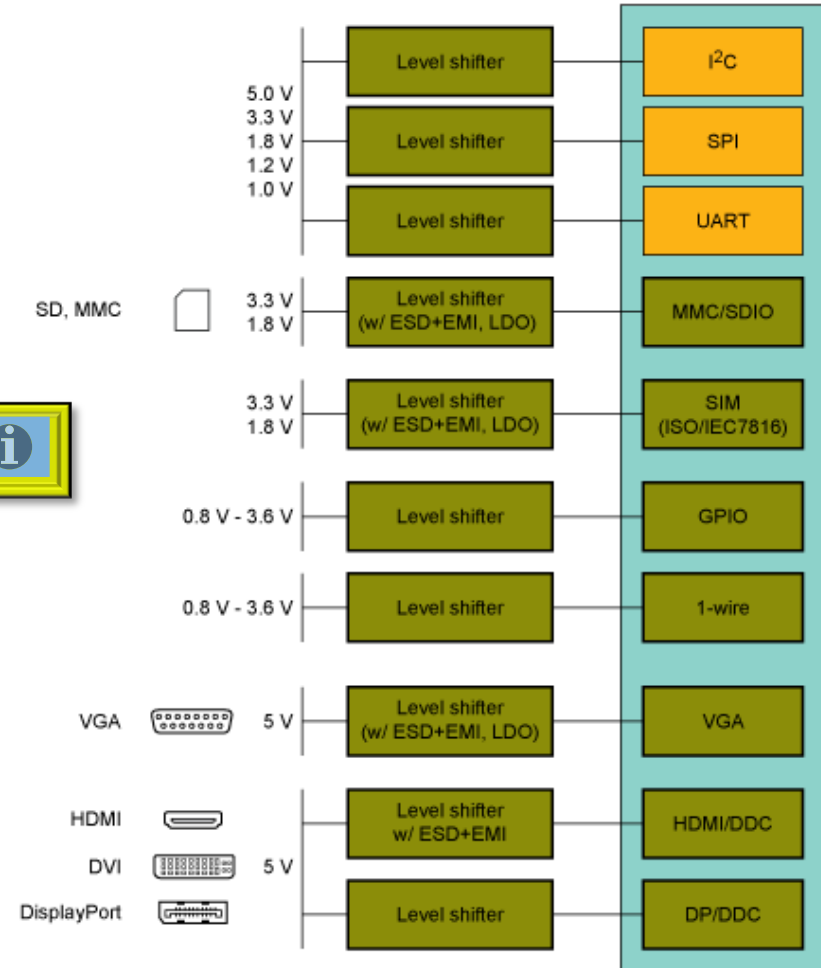 Level shifter
I²C
5.0 V
3.3 V
1.8 V
1.2 V
1.0 V
Level shifter
SPI
Level shifter
UART
SD, MMC
3.3 V
1.8 V
Level shifter
(w/ ESD+EMI, LDO)
MMC/SDIO
3.3 V
1.8 V
Level shifter
(w/ ESD+EMI, LDO)
SIM
(ISO/IEC7816)
i
0.8 V - 3.6 V
Level shifter
GPIO
0.8 V - 3.6 V
Level shifter
1-wire
VGA
5 V
Level shifter
(w/ ESD+EMI, LDO)
VGA
HDMI
DVI
DisplayPort
5 V
Level shifter
w/ ESD+EMI
HDMI/DDC
Level shifter
DP/DDC